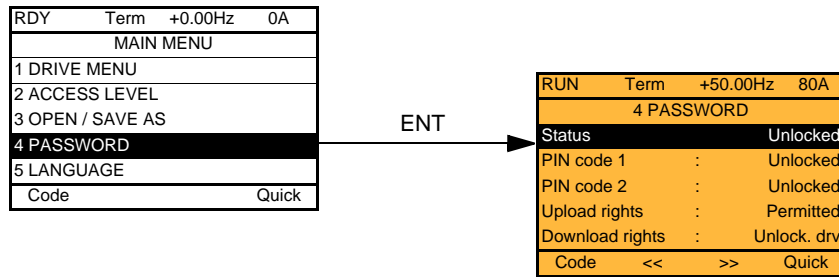 RDY Term +0.00Hz 0A
MAIN MENU
1 DRIVE MENU
2 ACCESS LEVEL
3 OPEN / SAVE AS
4 PASSWORD
5 LANGUAGE
Code Quick
ENT
RUN Term +50.00Hz 80A
4 PASSWORD
Status Unlocked
PIN code 1 : Unlocked
PIN code 2 : Unlocked
Upload rights : Permitted
Download rights : Unlock. drv
Code << >> Quick